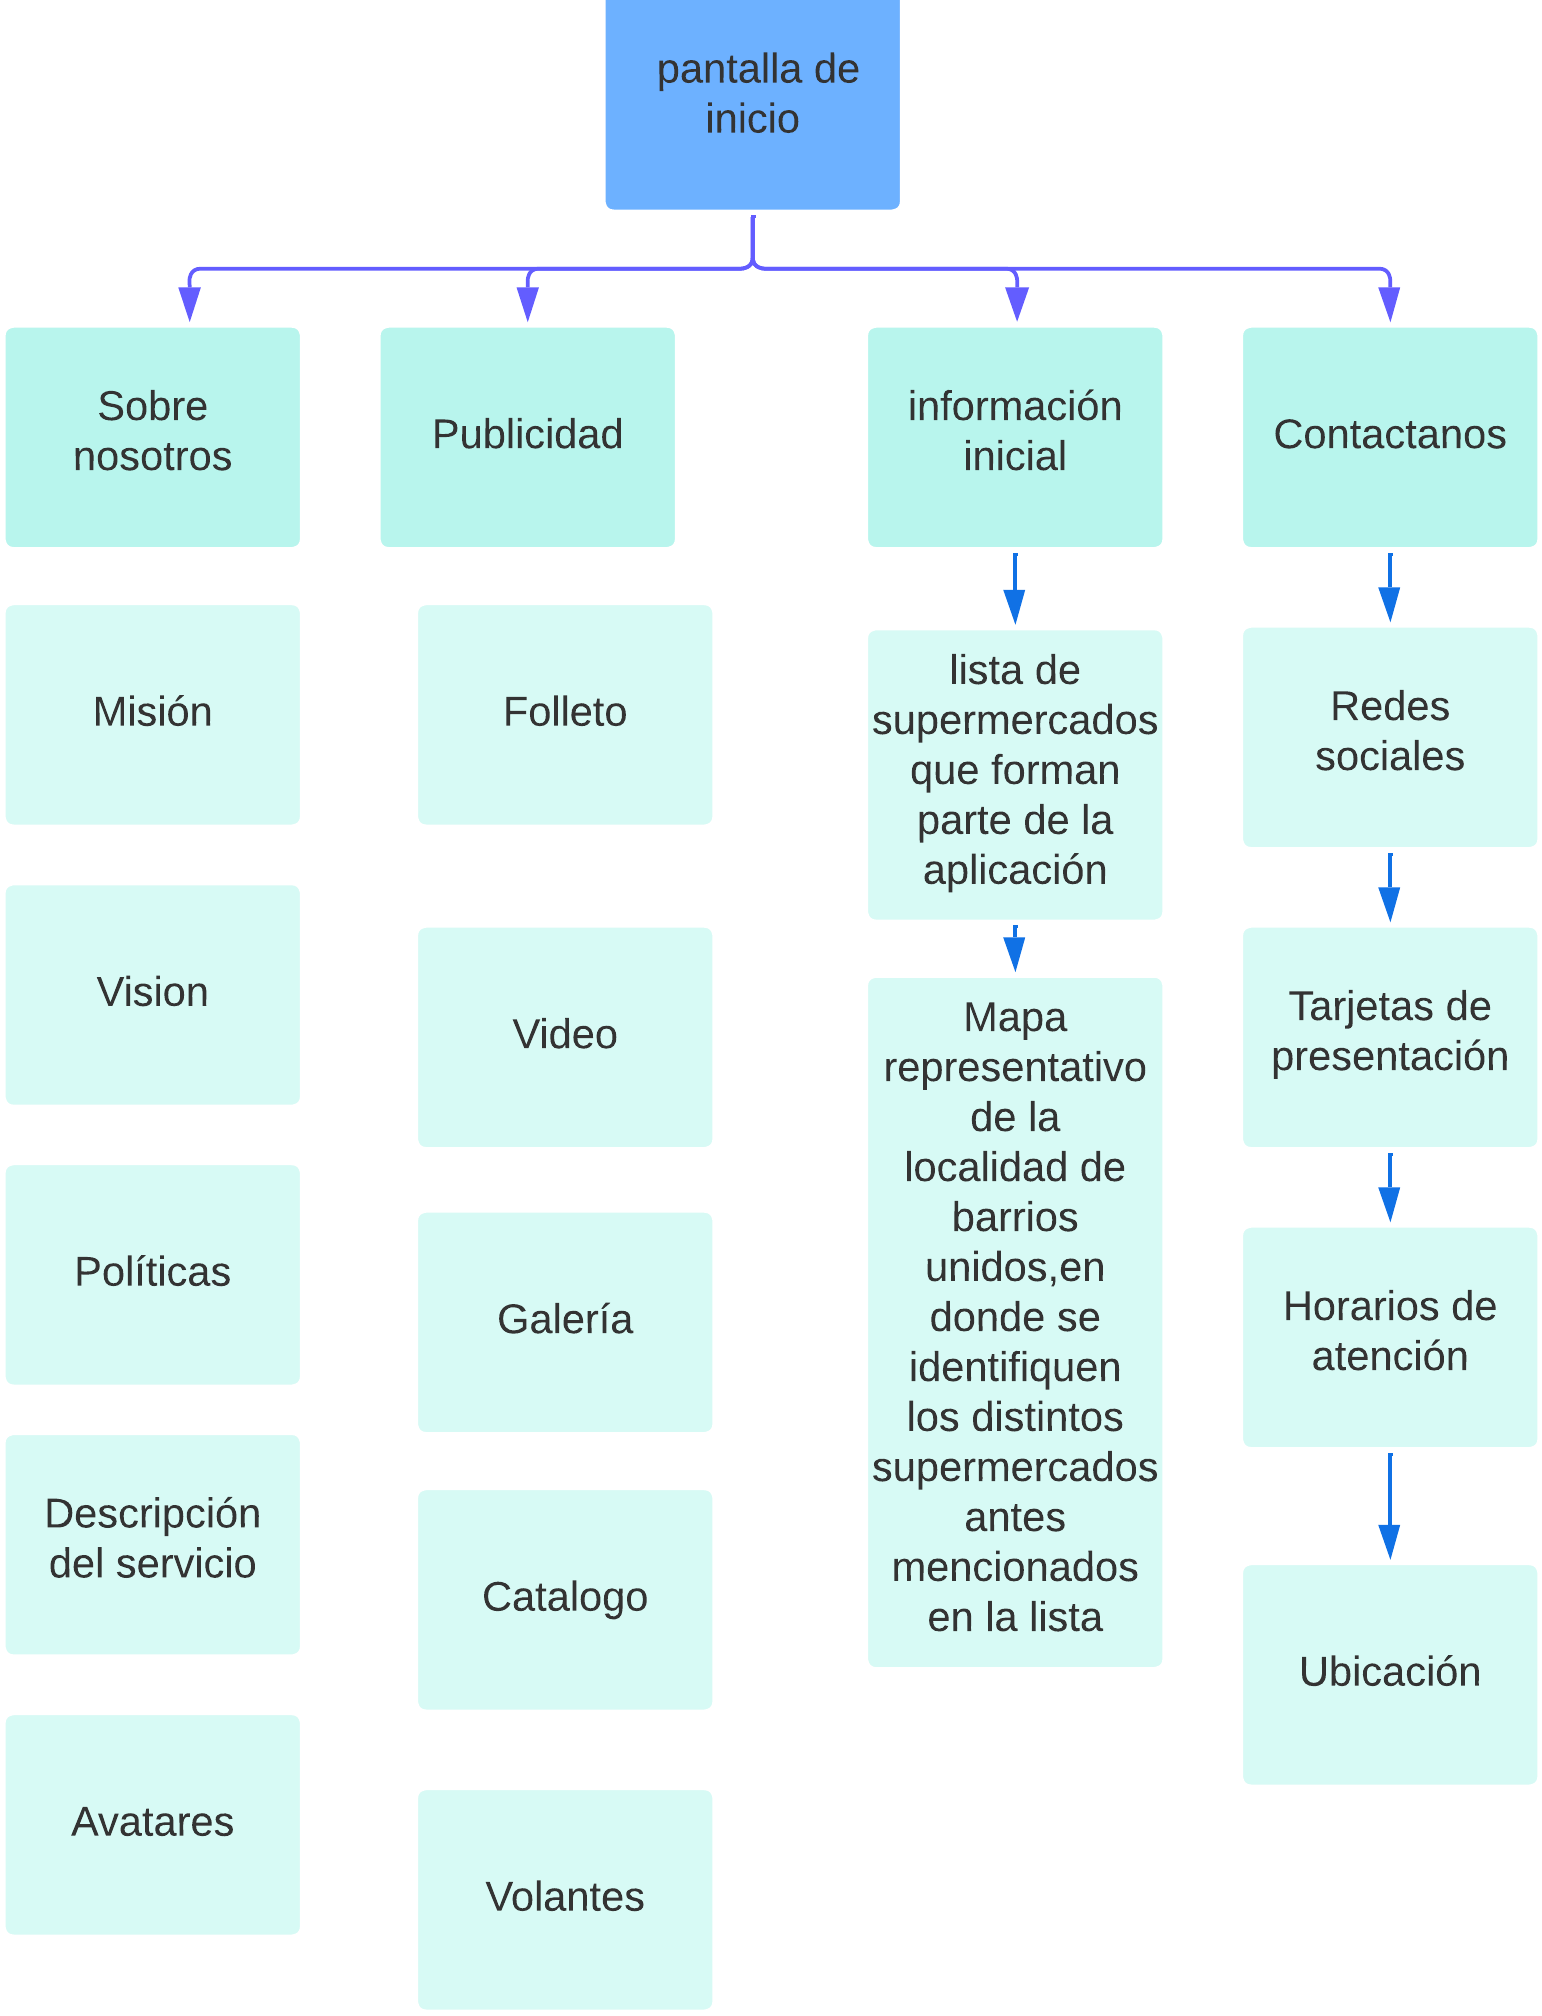 pantalla de
inicio
Sobre
nosotros
Publicidad
información
inicial
Contactanos
Misión
Vision
Políticas
Descripción
del servicio
Avatares
Folleto
Video
Galería
Catalogo
Volantes
lista de
supermercados
que forman
parte de la
aplicación
Mapa
representativo
de la
localidad de
barrios
unidos,en
donde se
identifiquen
los distintos
supermercados
antes
mencionados
en la lista
Redes
sociales
Tarjetas de
presentación
Horarios de
atención
Ubicación